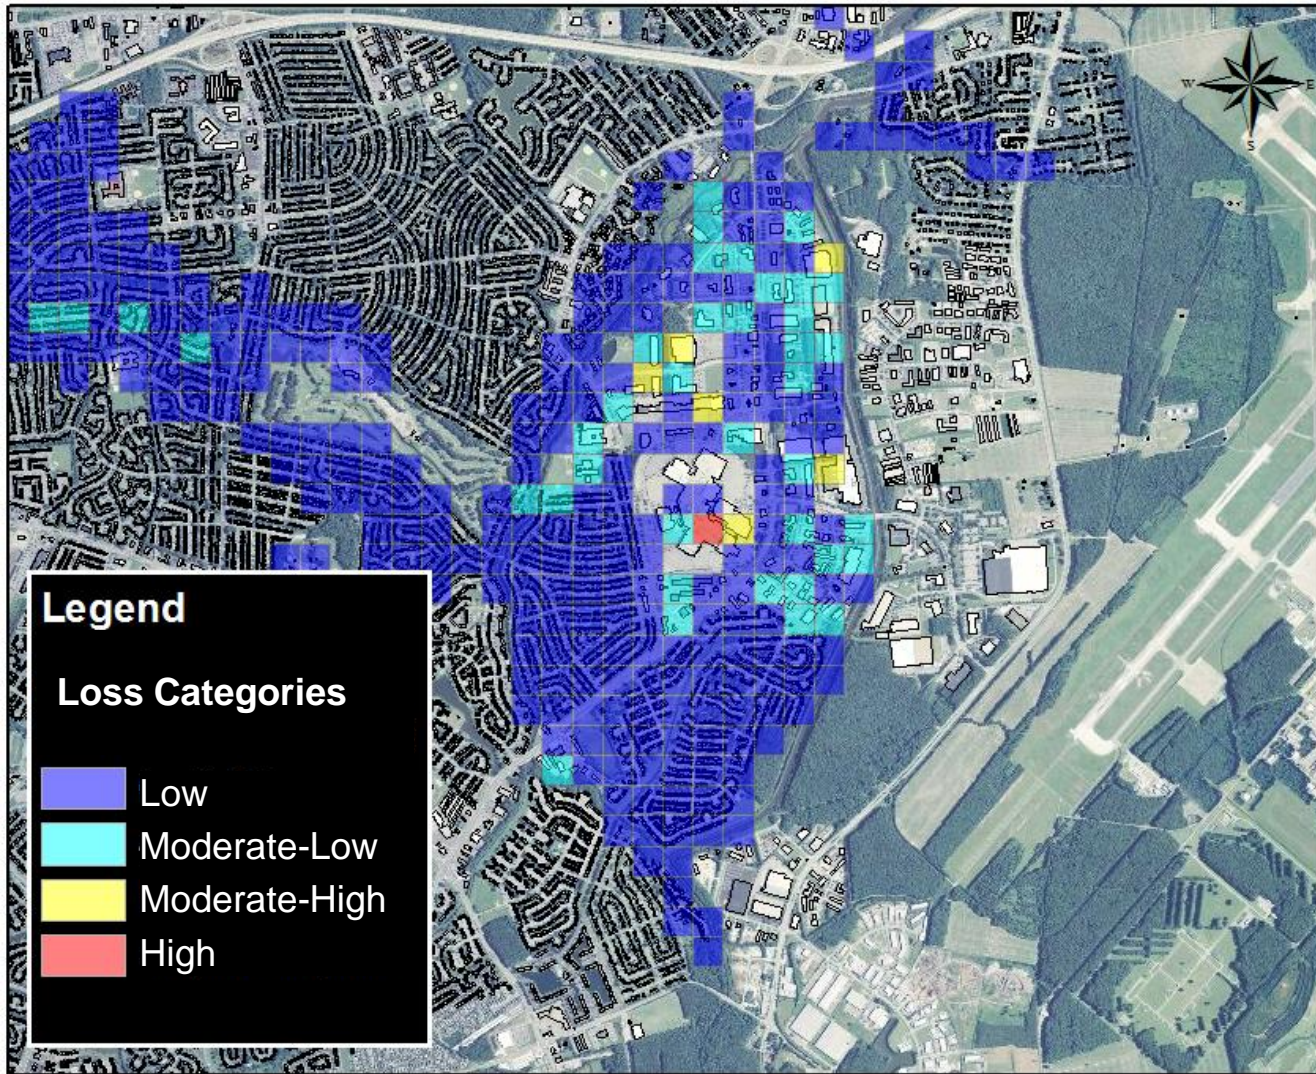 N
W
S
Legend
Loss Categories
Low
Moderate-Low
Moderate-High
High